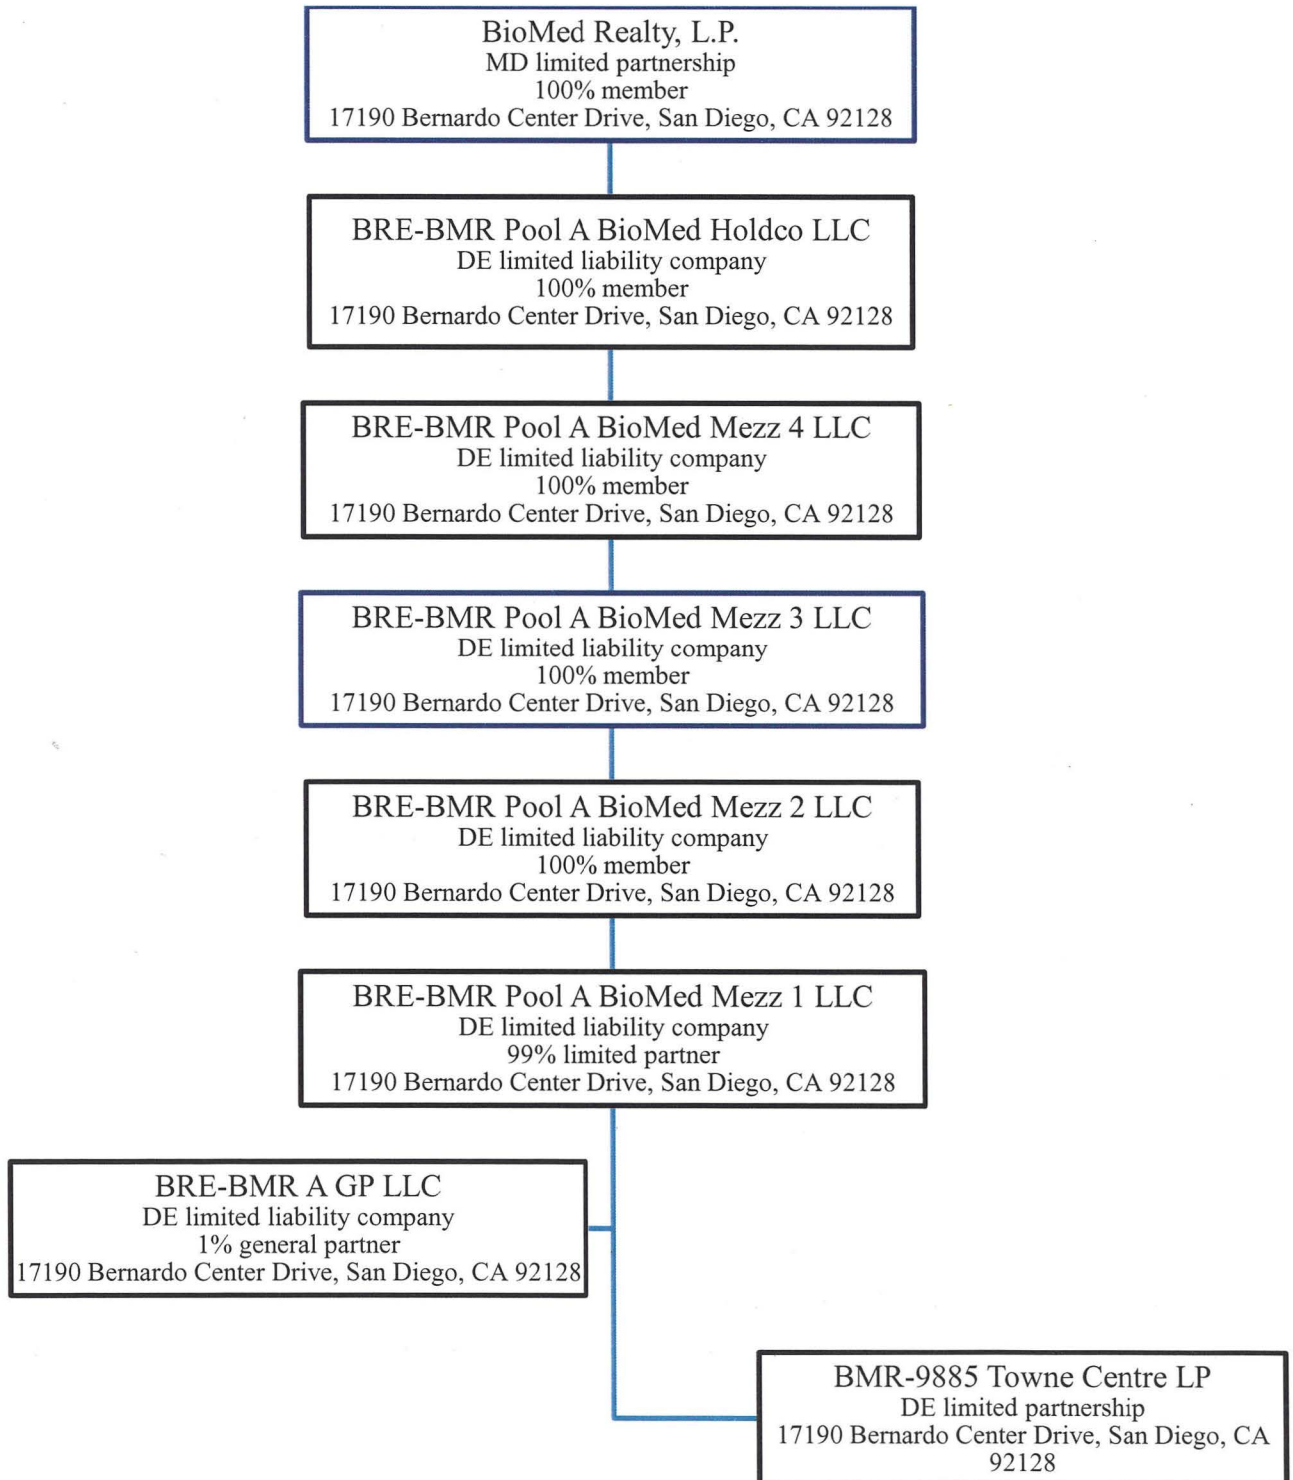 BioMed Realty, L.P.
MD limited partnership
100% member
17190 Bernardo Center Drive, San Diego, CA 92128
BRE-BMR Pool A BioMed Holdco LLC
DE limited liability company
100% member
17190 Bernardo Center Drive, San Diego, CA 92128
BRE-BMR Pool A BioMed Mezz 4 LLC
DE limited liability company
100% member
17190 Bernardo Center Drive, San Diego, CA 92128
BRE-BMR Pool A BioMed Mezz 3 LLC
DE limited liability company
100% member
17190 Bernardo Center Drive, San Diego, CA 92128
BRE-BMR Pool A BioMed Mezz 2 LLC
DE limited liability company
100% member
17190 Bernardo Center Drive, San Diego, CA 92128
BRE-BMR Pool A BioMed Mezz 1 LLC
DE limited liability company
99% limited partner
17190 Bernardo Center Drive, San Diego, CA 92128
BRE-BMR A GP LLC
DE limited liability company
1% general partner
17190 Bernardo Center Drive, San Diego, CA 92128
BMR-9885 Towne Centre LP
DE limited partnership
17190 Bernardo Center Drive, San Diego, CA
92128